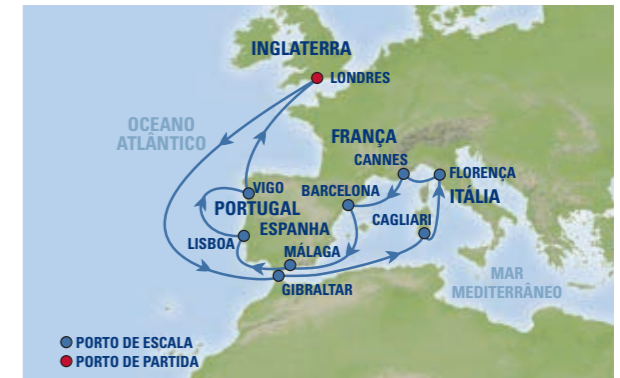 INGLATERRA
LONDRES
OCEANO
ATLÂNTICO
FRANÇA
CANNES
FLORENÇA
VIGO
BARCELONA
ITÁLIA
PORTUGAL
CAGLIARI
ESPANHA
LISBOA
MÁLAGA
MAR
MEDITERRÂNEO
GIBRALTAR
PORTO DE ESCALA
PORTO DE PARTIDA